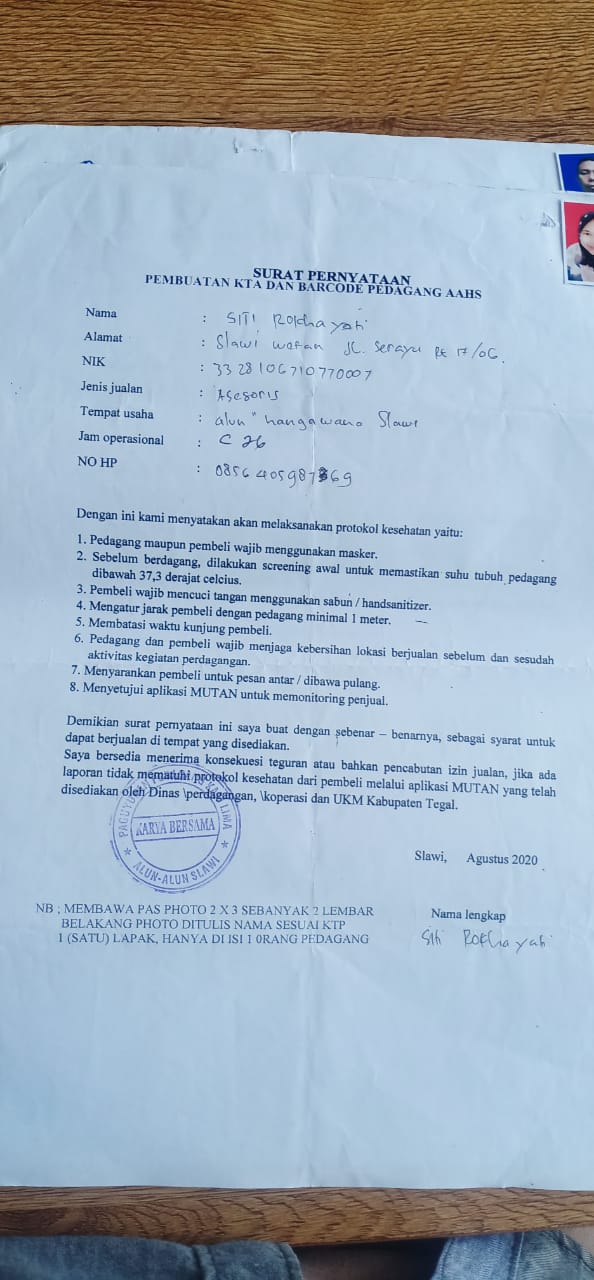 SURAT PERNYATAAN
PEMBUATAN KTA DAN BARCODE PEDAGANG AAHS
Nama : SITI Rokhayati
Alamat : Slawi wetan JL. Serayu Rt 17/06.
NIK : 3328106710770007
Jenis jualan : Asesoris
Tempat usaha : alun" hangawana Slawi
Jam operasional : C 26
NO HP : 0856 40598 69
Dengan ini kami menyatakan akan melaksanakan protokol kesehatan yaitu:
1. Pedagang maupun pembeli wajib menggunakan masker.
2. Sebelum berdagang, dilakukan screening awal untuk memastikan suhu tubuh pedagang
dibawah 37,3 derajat celcius.
3. Pembeli wajib mencuci tangan menggunakan sabun / handsanitizer.
4. Mengatur jarak pembeli dengan pedagang minimal 1 meter.
5. Membatasi waktu kunjung pembeli.
6. Pedagang dan pembeli wajib menjaga kebersihan lokasi berjualan sebelum dan sesudah
aktivitas kegiatan perdagangan.
7. Menyarankan pembeli untuk pesan antar / dibawa pulang.
8. Menyetujui aplikasi MUTAN untuk memonitoring penjual.
Demikian surat pernyataan ini saya buat dengan sebenar – benarnya, sebagai syarat untuk
dapat berjualan di tempat yang disediakan.
Saya bersedia menerima konsekuesi teguran atau bahkan pencabutan izin jualan, jika ada
laporan tidak mematuhi protokol kesehatan dari pembeli melalui aplikasi MUTAN yang telah
disediakan oleh Dinas \perdagangan, \koperasi dan UKM Kabupaten Tegal.
KARYA BERSAMA
ALUN-ALUN SLAWI
Slawi, Agustus 2020
NB ; MEMBAWA PAS PHOTO 2 X 3 SEBANYAK 2 LEMBAR
BELAKANG PHOTO DITULIS NAMA SESUAI KTP
1 (SATU) LAPAK, HANYA DI ISI 1 0RANG PEDAGANG
Nama lengkap
Siti Rokhayati